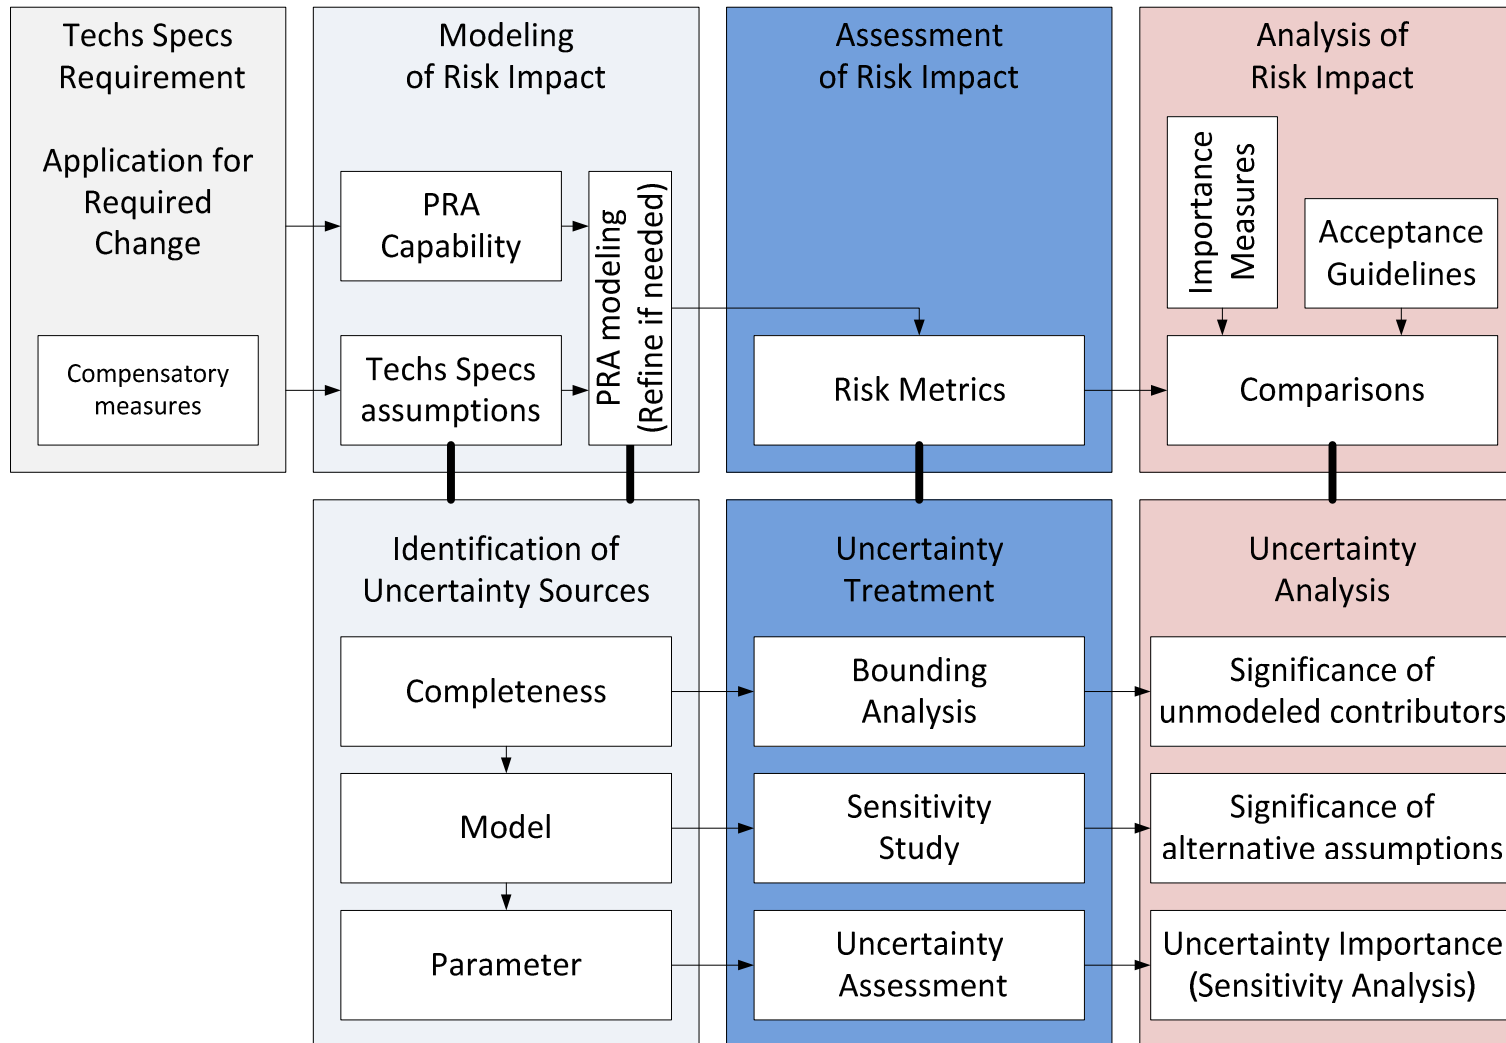 Techs Specs
Requirement
Application for
Required
Change
Compensatory
measures
Modeling
of Risk Impact
PRA
Capability
Techs Specs
assumptions
PRA modeling
(Refine if needed)
Assessment
of Risk Impact
Risk Metrics
Analysis of
Risk Impact
Importance
Measures
Acceptance
Guidelines
Comparisons
Identification of
Uncertainty Sources
Completeness
Model
Parameter
Uncertainty
Treatment
Bounding
Analysis
Sensitivity
Study
Uncertainty
Assessment
Uncertainty
Analysis
Significance of
unmodeled contributors
Significance of
alternative assumptions
Uncertainty Importance
(Sensitivity Analysis)